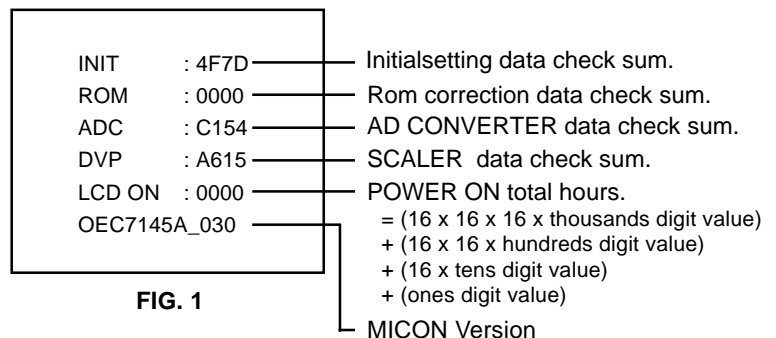 INIT : 4F7D Initialsetting data check sum.
ROM : 0000 Rom correction data check sum.
ADC : C154 AD CONVERTER data check sum.
DVP : A615 SCALER data check sum.
LCD ON : 0000 POWER ON total hours.
= (16 x 16 x 16 x thousands digit value)
OEC7145A_030
+ (16 x 16 x hundreds digit value)
+ (16 x tens digit value)
+ (ones digit value)
FIG. 1
MICON Version